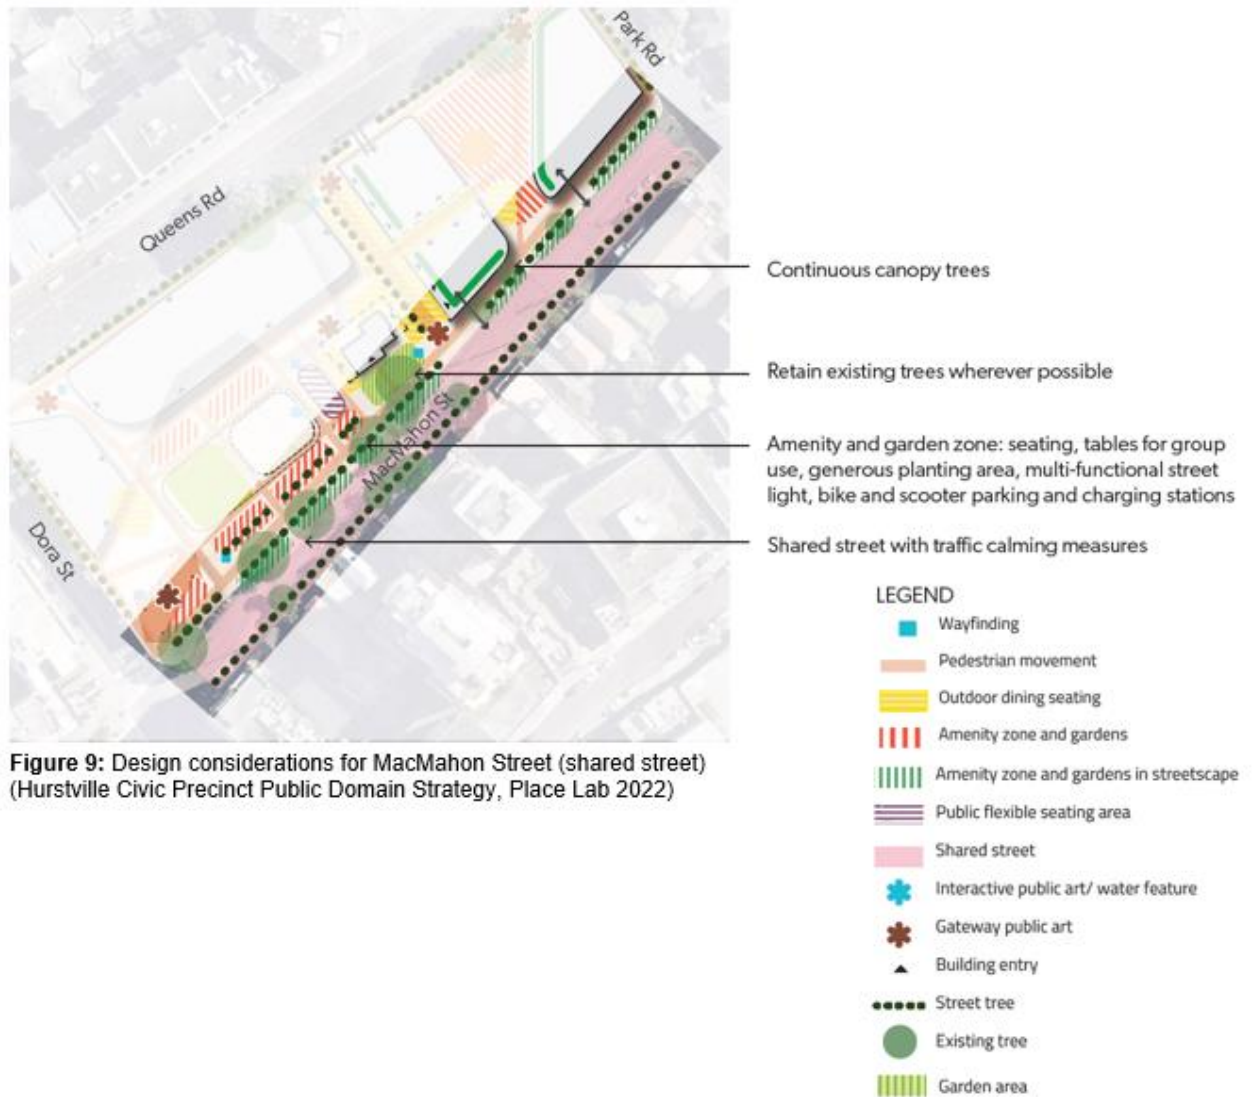 Park Rd
Queens Rd
MacMahon St
Dora St
Continuous canopy trees
Retain existing trees wherever possible
Amenity and garden zone: seating, tables for group
use, generous planting area, multi-functional street
light, bike and scooter parking and charging stations
Shared street with traffic calming measures
LEGEND
Wayfinding
Pedestrian movement
Outdoor dining seating
Amenity zone and gardens
Amenity zone and gardens in streetscape
Public flexible seating area
Shared street
Interactive public art/ water feature
Gateway public art
Building entry
Street tree
Existing tree
Garden area
Figure 9: Design considerations for MacMahon Street (shared street)
(Hurstville Civic Precinct Public Domain Strategy, Place Lab 2022)